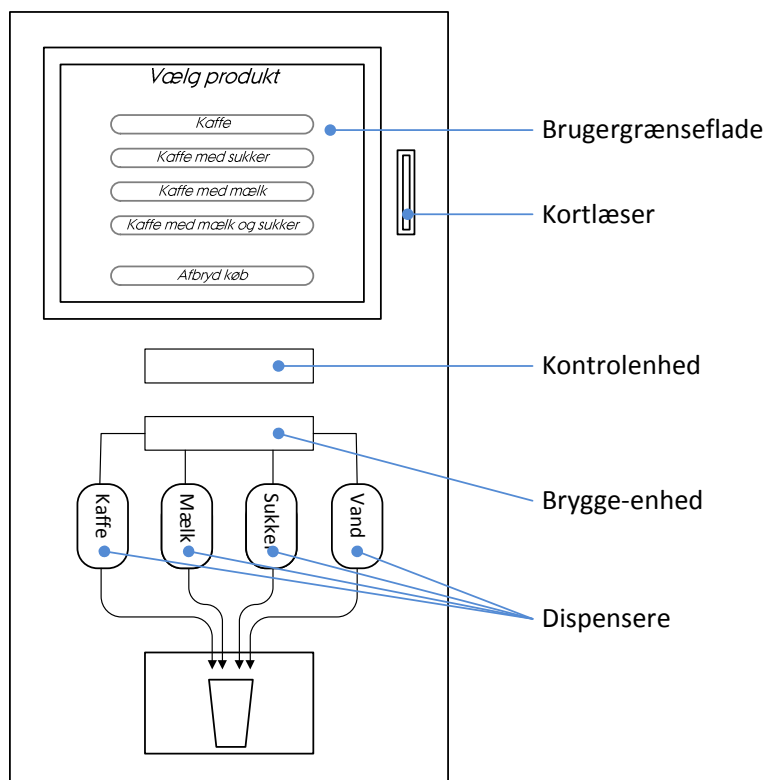 Vælg produkt
Kaffe
Kaffe med sukker
Kaffe med mælk
Kaffe med mælk og sukker
Afbryd køb
Brugergrænseflade
Kortlæser
Kontrolenhed
Brygge-enhed
Kaffe
Mælk
Sukker
Vand
Dispensere